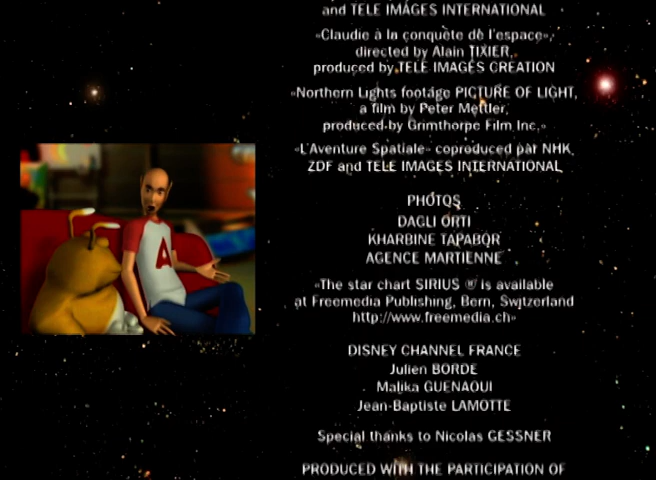 and TELE IMAGES INTERNATIONAL
«Claudie à la conquète de l'espace»,
directed by Alain TIXIER,
produced by TELE IMAGES CREATION
«Northern Lights footage PICTURE OF LIGHT,
a film by Peter Mettler,
produced by Grimthorpe Film Inc.»
«L'Aventure Spatiale» coproduced par NHK,
ZDF and TELE IMAGES INTERNATIONAL
PHOTOS
DAGLI ORTI
KHARBINE TAPABOR
AGENCE MARTIENNE
A
«The star chart SIRIUS ® is available
at Freemedia Publishing, Bern, Switzerland
http://www.freemedia.ch»
DISNEY CHANNEL FRANCE
Julien BORDE
Malika GUENAOUI
Jean-Baptiste LAMOTTE
Special thanks to Nicolas GESSNER
PRODUCED WITH THE PARTICIPATION OF